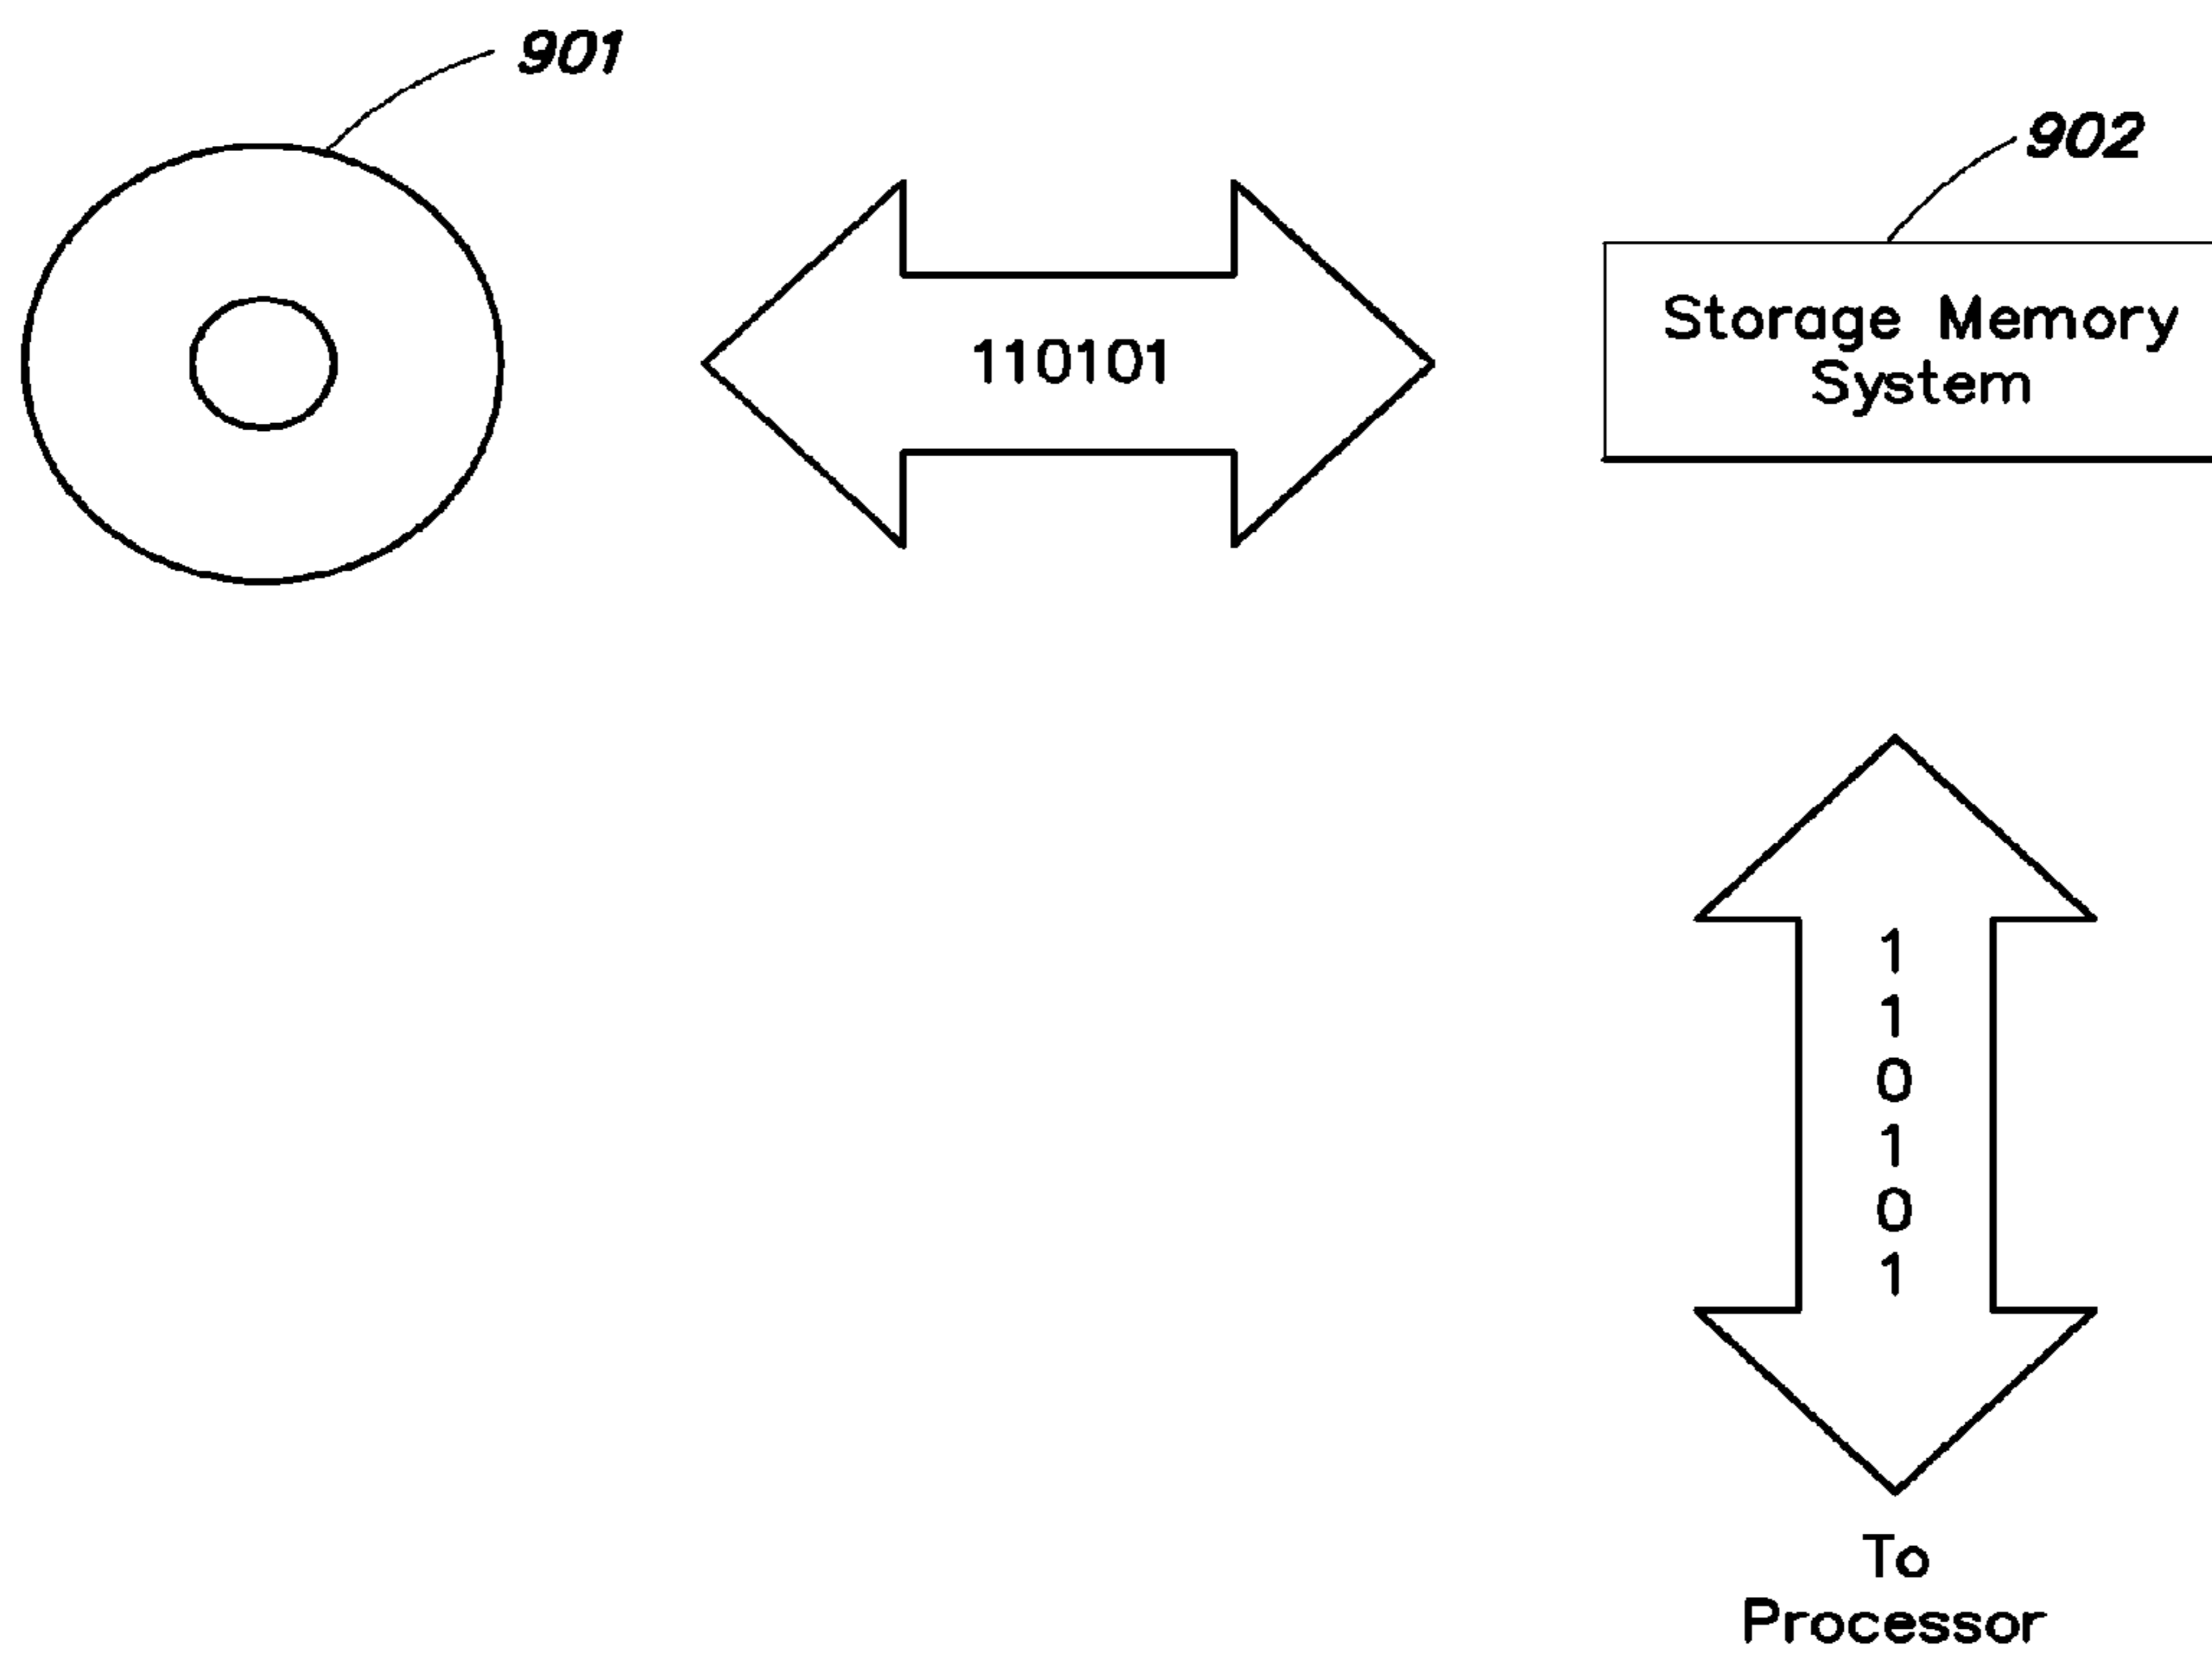 901
902
110101
Storage Memory
System
1
1
0
1
0
1
To
Processor